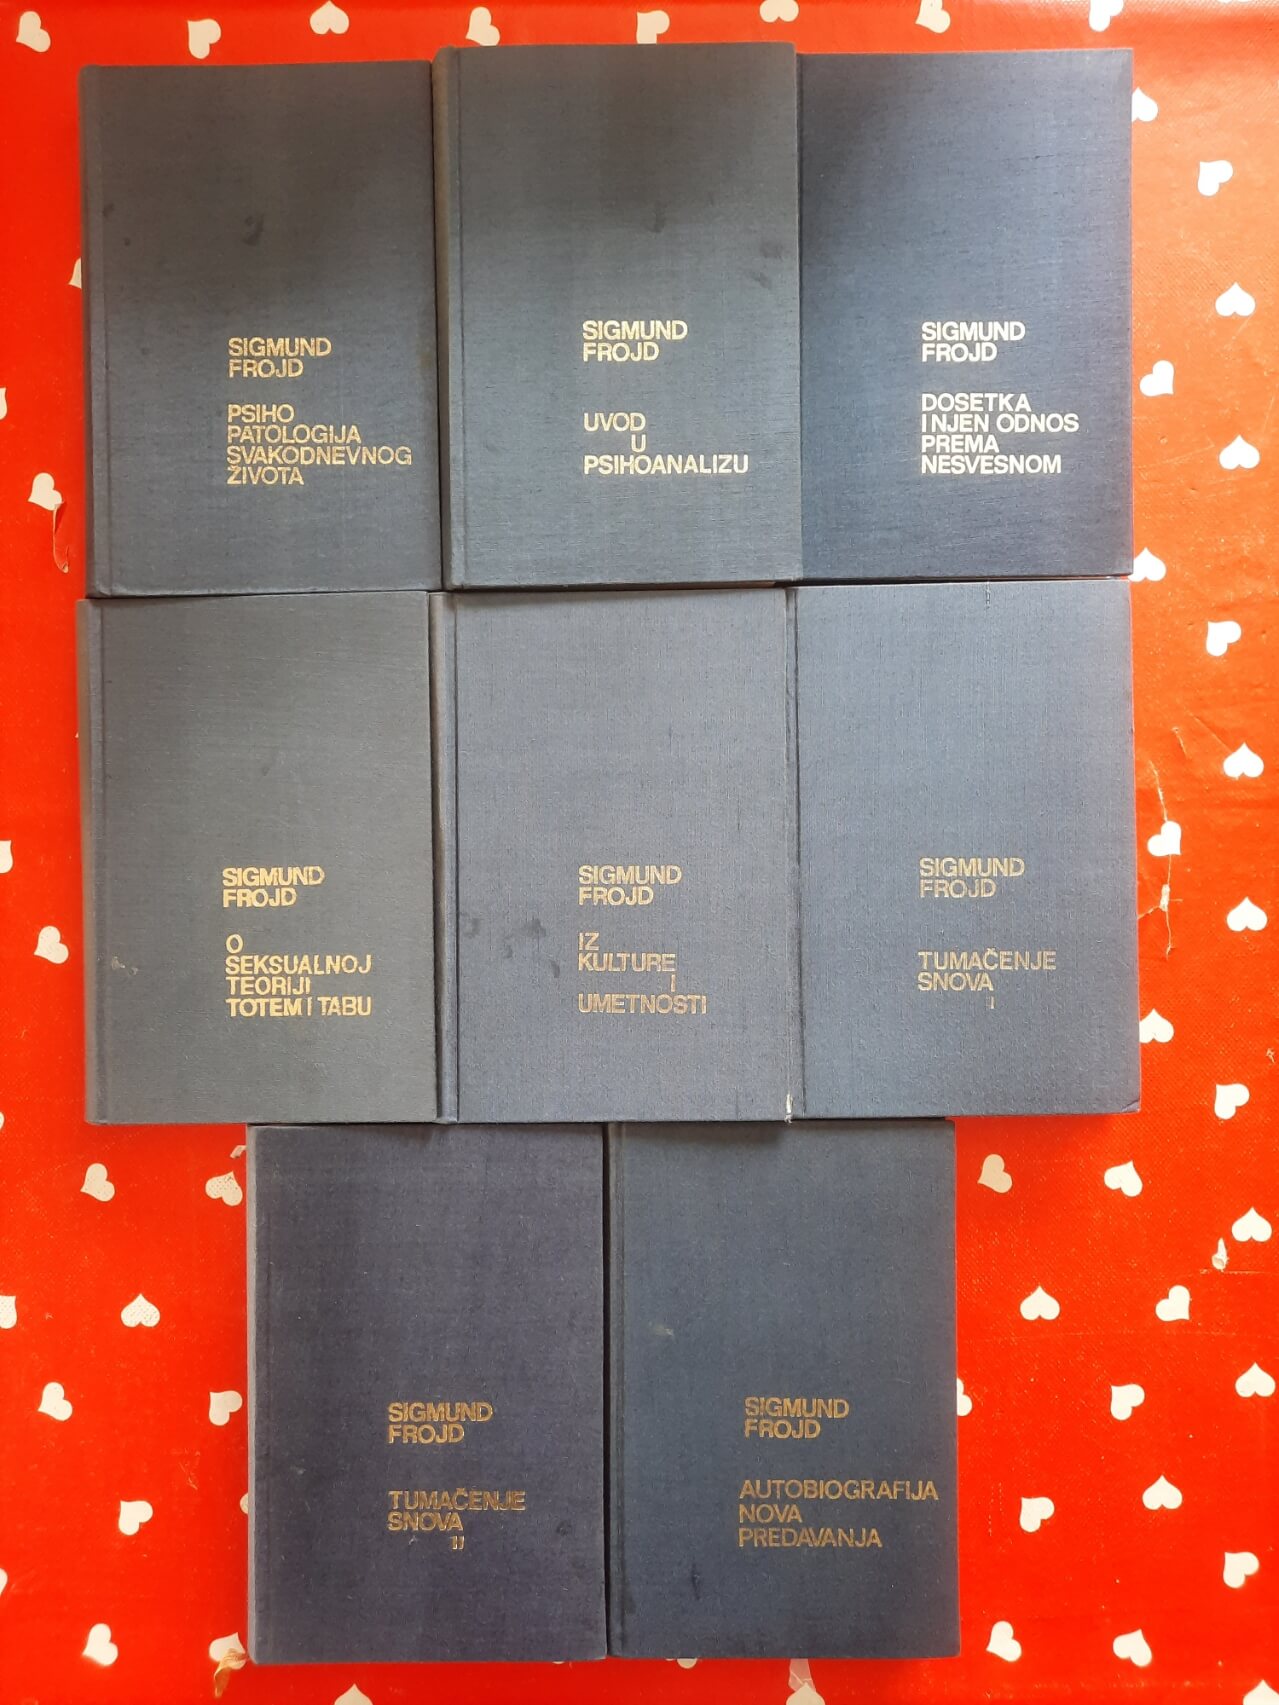 SIGMUND
FROJD
PSIHO
PATOLOGIJA
SVAKODNEVNOG
ŽIVOTA
SIGMUND
FROJD
UVOD
U
PSIHOANALIZU
SIGMUND
FROJD
DOSETKA
I NJEN ODNOS
PREMA
NESVESNOM
SIGMUND
FROJD
O
SEKSUALNOJ
TEORIJI
TOTEM I TABU
SIGMUND
FROJD
IZ
KULTURE
I
UMETNOSTI
SIGMUND
FROJD
TUMAČENJE
SNOVA
I
SIGMUND
FROJD
TUMAČENJE
SNOVA
II
SIGMUND
FROJD
AUTOBIOGRAFIJA
NOVA
PREDAVANJA